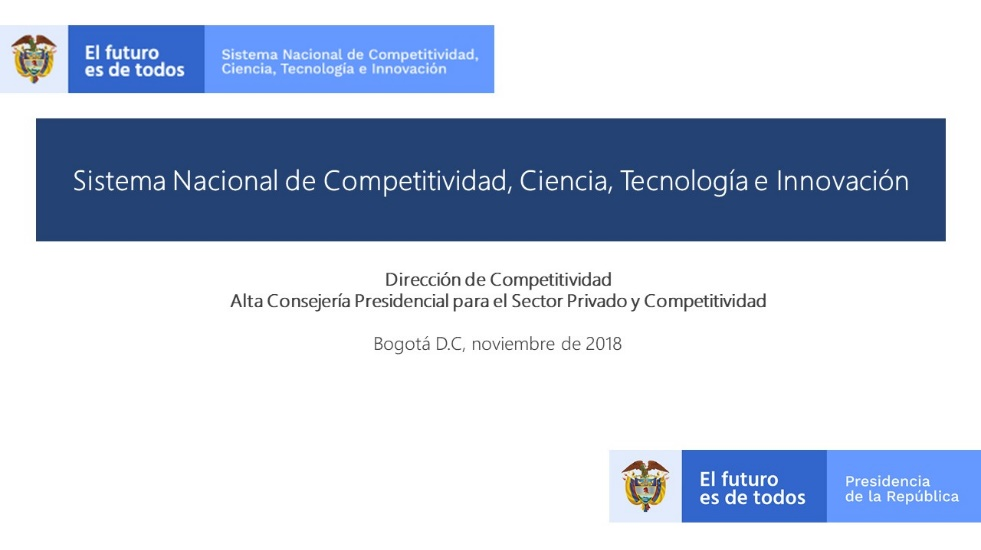 El futuro
es de todos
Sistema Nacional de Competitividad,
Ciencia, Tecnología e Innovación
Sistema Nacional de Competitividad, Ciencia, Tecnología e Innovación
Dirección de Competitividad
Alta Consejería Presidencial para el Sector Privado y Competitividad
Bogotá D.C, noviembre de 2018
El futuro
es de todos
Presidencia
de la República